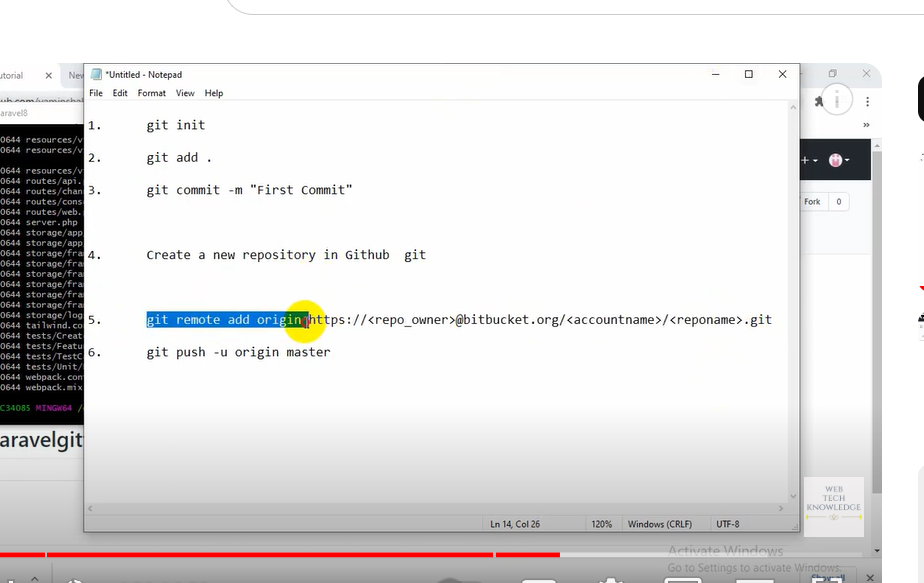 utorial
New
*Untitled - Notepad
File Edit Format View Help
1. git init
2. git add .
3. git commit -m "First Commit"
4. Create a new repository in Github git
5. git remote add origin https://<repo_owner>@bitbucket.org/<accountname>/<reponame>.git
6. git push -u origin master
Ln 14, Col 26 120% Windows (CRLF) UTF-8
aravel8
0644 resources/v
0644 resources/v
0644 resources/v
0644 routes/api.
0644 routes/chan
0644 routes/cons
0644 routes/web.
0644 server.php
0644 storage/app
0644 storage/app
0644 storage/fra
0644 storage/fra
0644 storage/fra
0644 storage/fra
0644 storage/fra
0644 storage/fra
0644 storage/log
0644 tailwind.co
0644 tests/Creat
0644 tests/Featu
0644 tests/TestC
0644 tests/Unit/
0644 webpack.con
0644 webpack.mix
C34085 MINGW64 /
aravelgit
Fork 0
WEB
TECH
KNOWLEDGE
Activate Windows
Go to Settings to activate Windows.
Show all